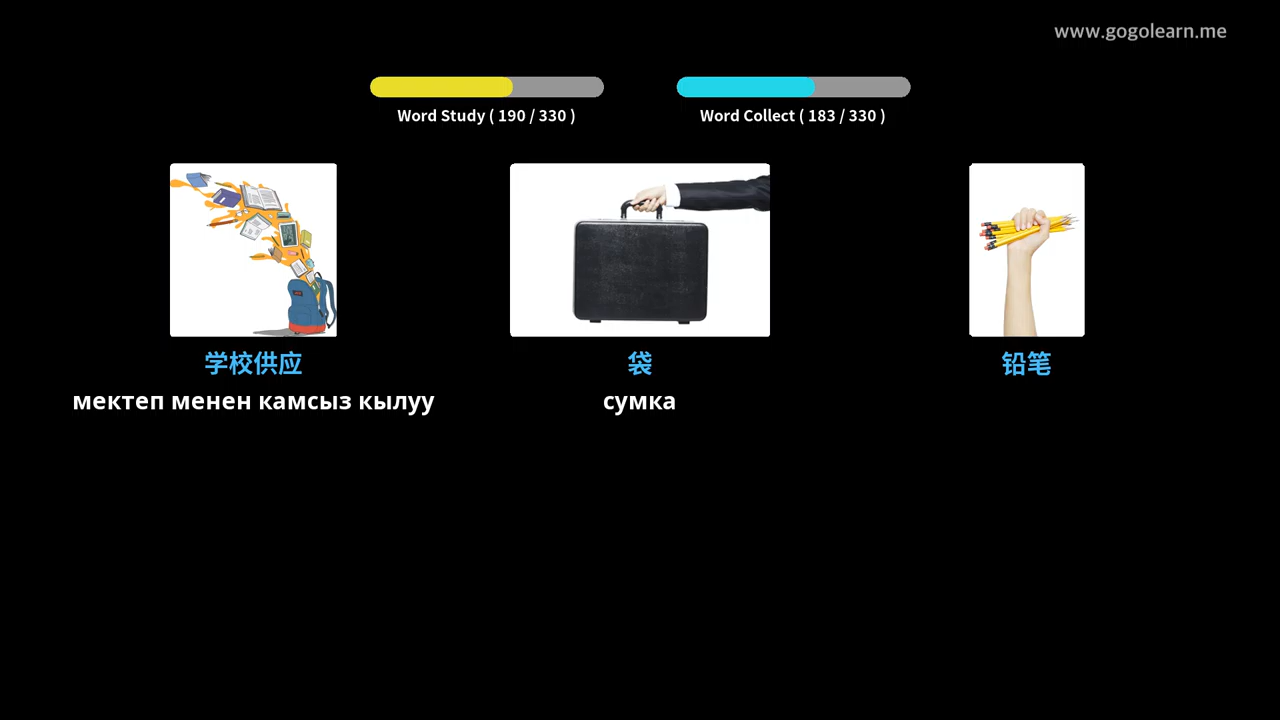 www.gogolearn.me
Word Study ( 190 / 330 )
Word Collect ( 183 / 330 )
学校供应
袋
铅笔
мектеп менен камсыз кылуу
сумка